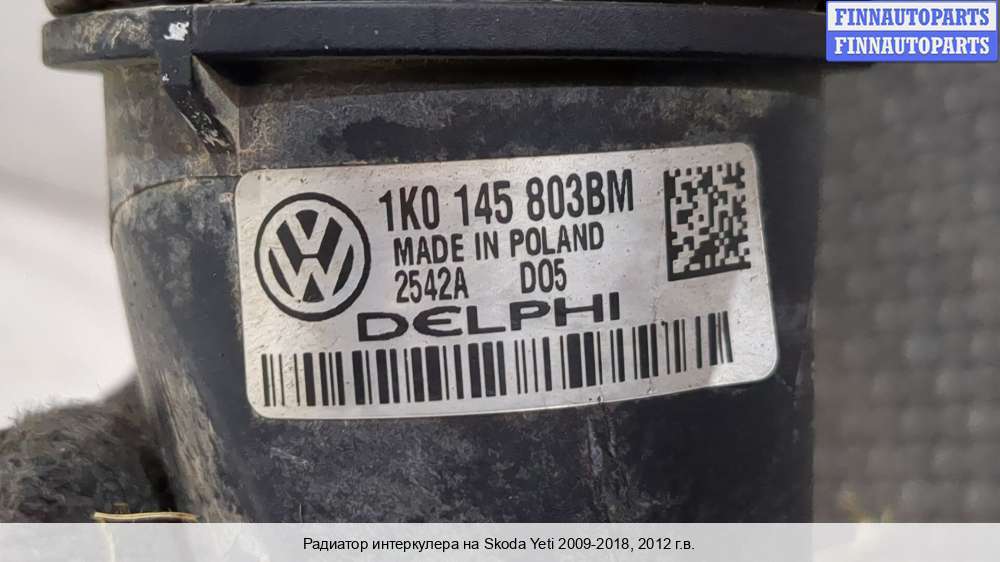 FINNAUTOPARTS
FINNAUTOPARTS
1K0 145 803BM
MADE IN POLAND
2542A D05
DELPHI
Радиатор интеркулера на Skoda Yeti 2009-2018, 2012 г.в.